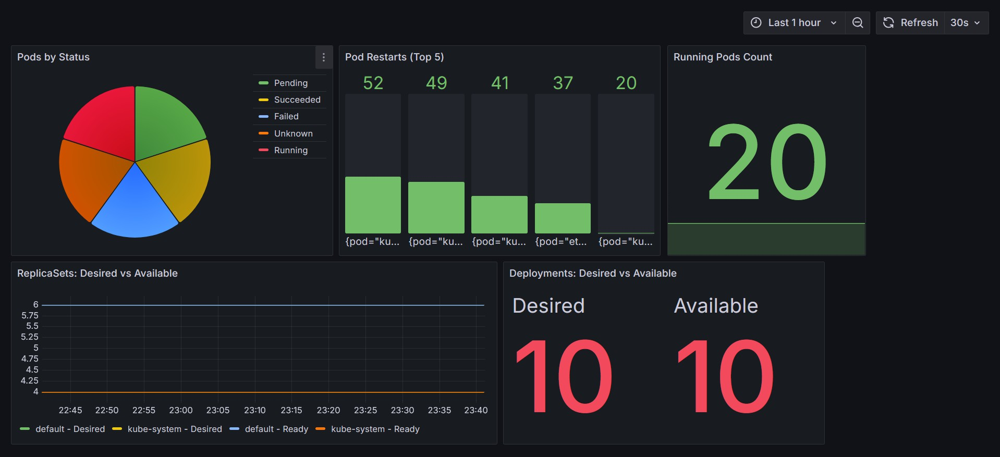 Last 1 hour
Refresh
30s
Pods by Status
Pending
Succeeded
Failed
Unknown
Running
Pod Restarts (Top 5)
52 49 41 37 20
{pod="ku... {pod="ku... {pod="ku... {pod="et... {pod="ku...
Running Pods Count
20
ReplicaSets: Desired vs Available
6
5.75
5.5
5.25
5
4.75
4.5
4.25
4
22:45 22:50 22:55 23:00 23:05 23:10 23:15 23:20 23:25 23:30 23:35 23:40
default - Desired kube-system - Desired default - Ready kube-system - Ready
Deployments: Desired vs Available
Desired Available
10 10